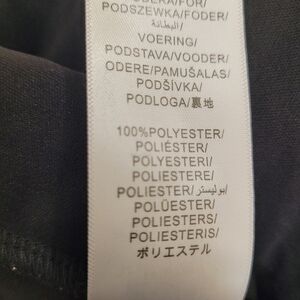 PODSZEWKA/FODER/
البطانة/
VOERING/
PODSTAVA/VOODER/
ODERE/PAMUŠALAS/
PODŠÍVKA/
PODLOGA/裏地
100%POLYESTER/
POLIÉSTER/
POLYESTERI/
POLIESTERE/
POLIESTER/بوليستر/
POLÜESTER/
POLIESTERS/
POLIESTERIS/
ポリエステル